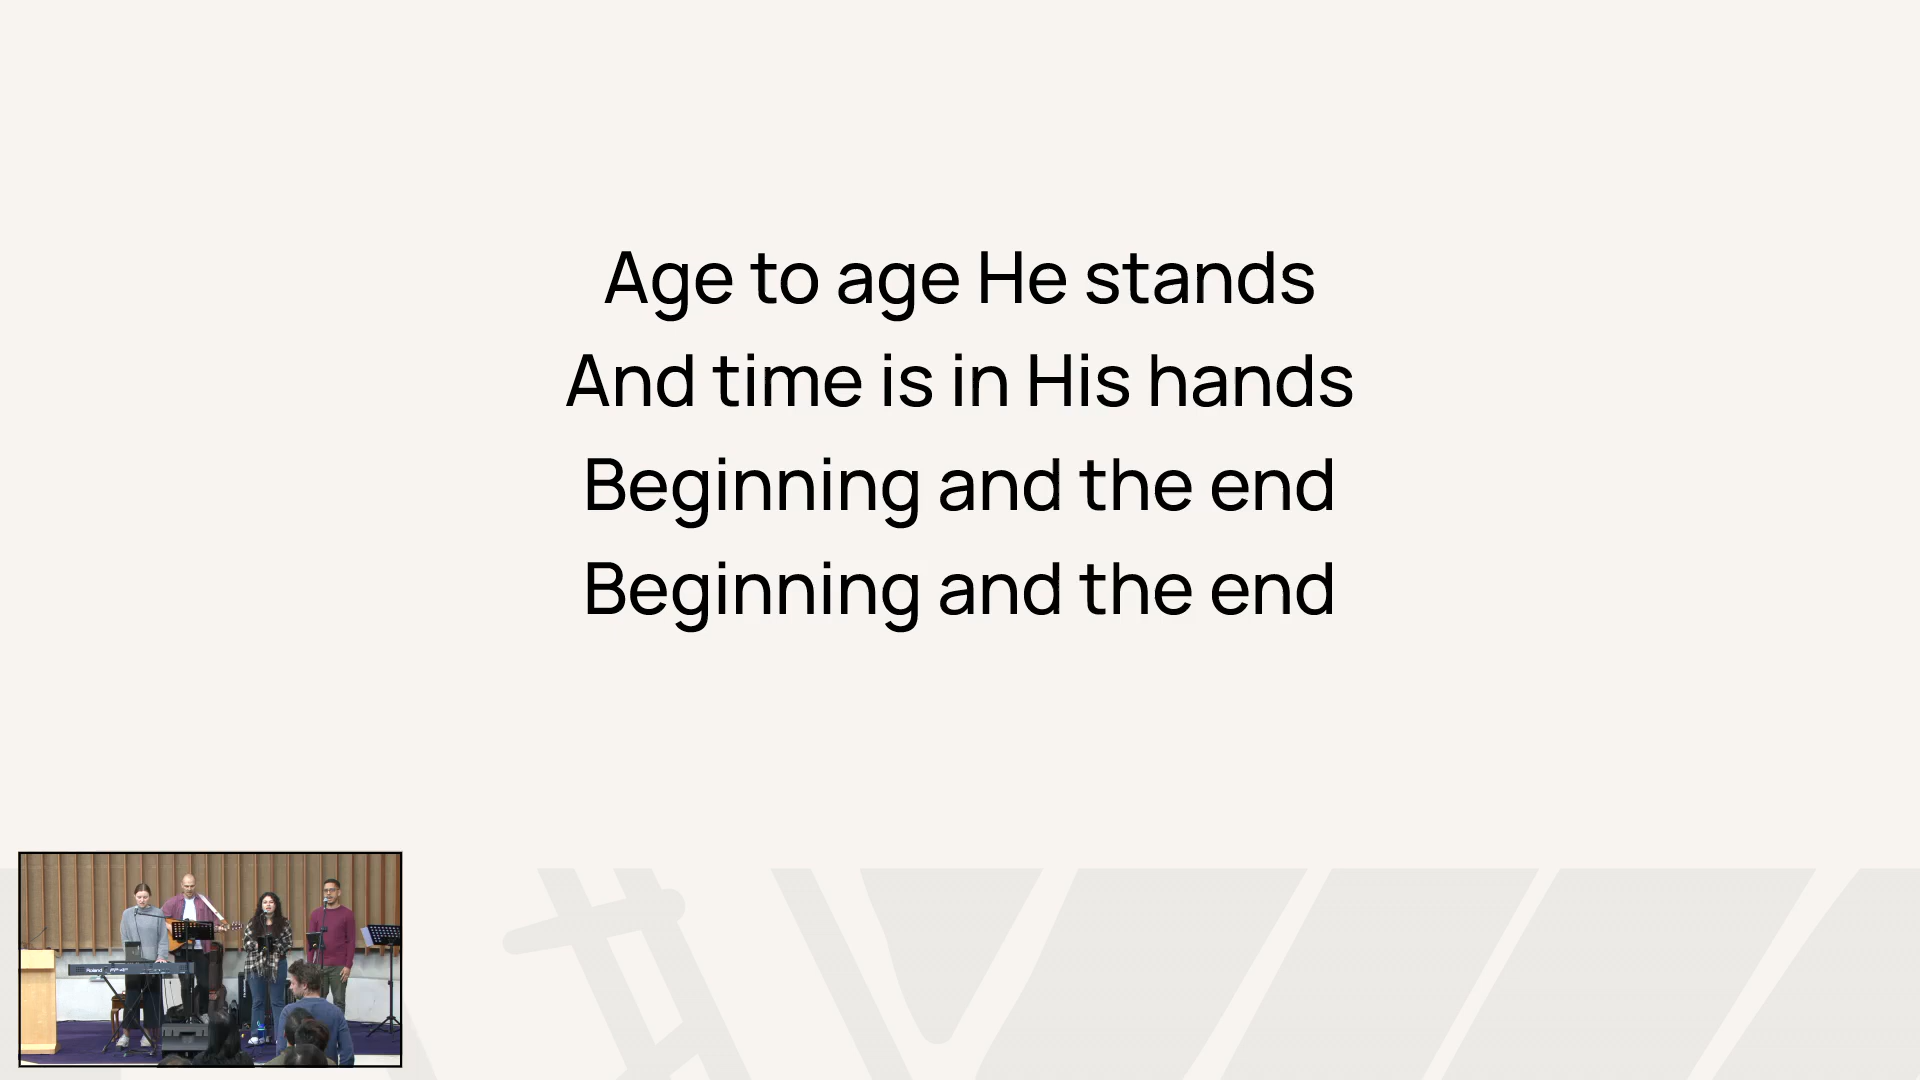 Age to age He stands
And time is in His hands
Beginning and the end
Beginning and the end
Roland